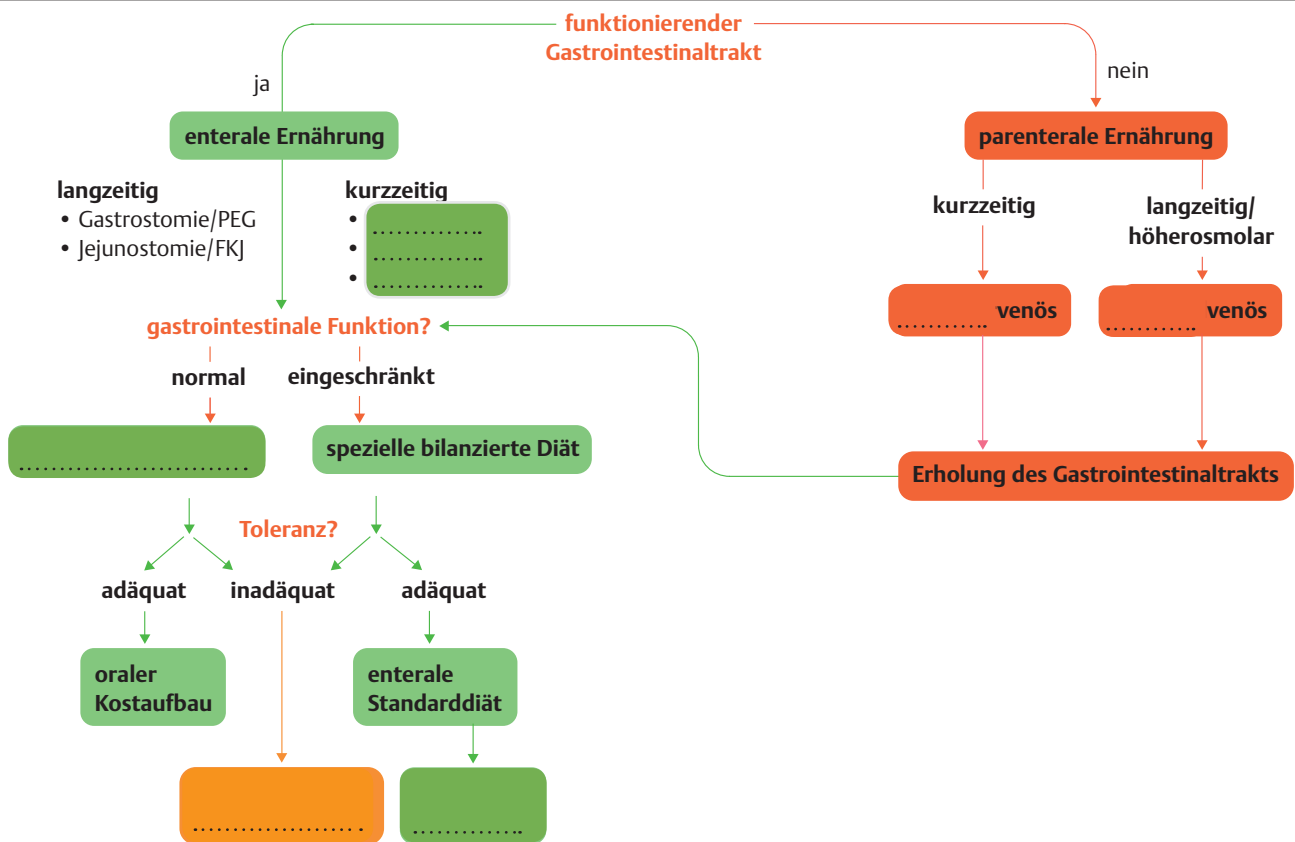 funktionierender
Gastrointestinaltrakt
ja
nein
enterale Ernährung
parenterale Ernährung
langzeitig
• Gastrostomie/PEG
• Jejunostomie/FKJ
kurzzeitig
• ..............
• ..............
• ..............
kurzzeitig
langzeitig/
höherosmolar
............ venös
............ venös
gastrointestinale Funktion?
normal
eingeschränkt
.............................
spezielle bilanzierte Diät
Erholung des Gastrointestinaltrakts
Toleranz?
adäquat
inadäquat
adäquat
oraler
Kostaufbau
enterale
Standarddiät
......................
..............